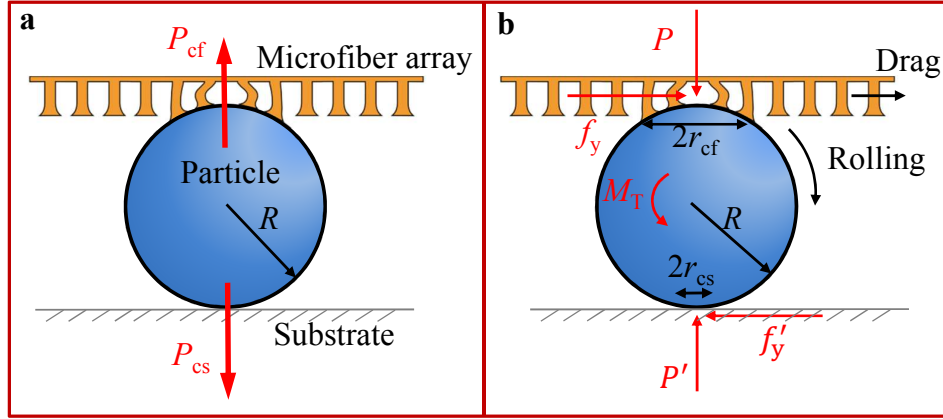 a
P_cf
Microfiber array
Particle
R
Substrate
P_cs
b
P
Drag
f_y
2r_cf
Rolling
M_T
R
2r_cs
f′_y
P′